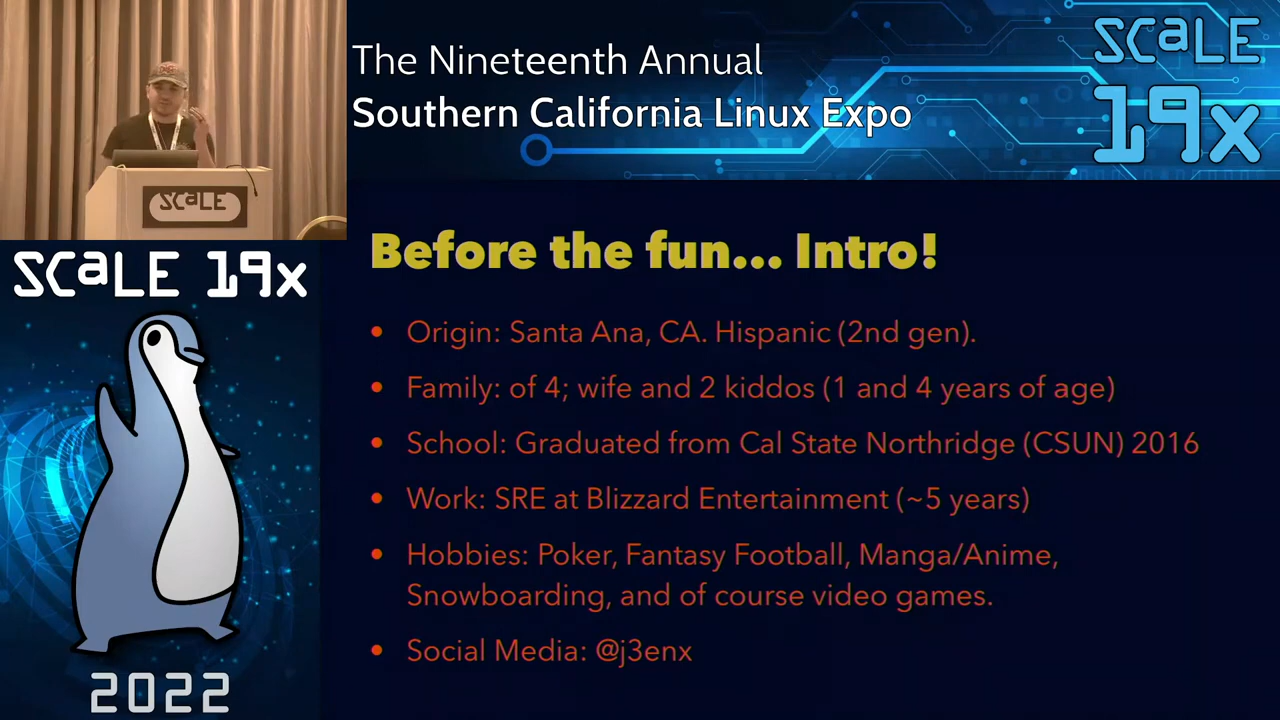 The Nineteenth Annual
Southern California Linux Expo
SCaLE
19x
SCaLE
SCaLE 19x
2022
Before the fun... Intro!
• Origin: Santa Ana, CA. Hispanic (2nd gen).
• Family: of 4; wife and 2 kiddos (1 and 4 years of age)
• School: Graduated from Cal State Northridge (CSUN) 2016
• Work: SRE at Blizzard Entertainment (~5 years)
• Hobbies: Poker, Fantasy Football, Manga/Anime,
Snowboarding, and of course video games.
• Social Media: @j3enx